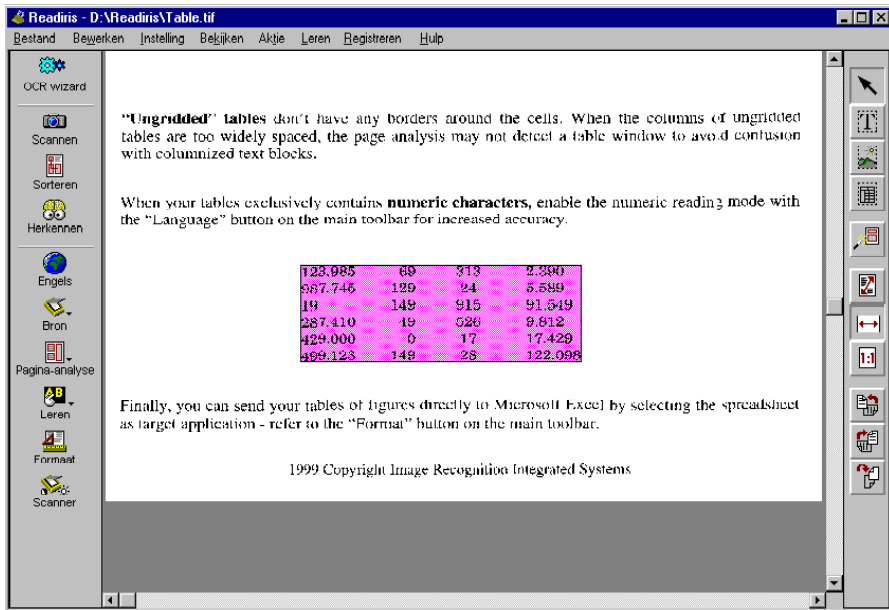 Readiris - D:\Readiris\Table.tif
Bestand Bewerken Instelling Bekijken Aktie Leren Registreren Hulp
OCR wizard
Scannen
Sorteren
Herkennen
Engels
Bron
Pagina-analyse
Leren
Formaat
Scanner
"Ungridded" tables don't have any borders around the cells. When the columns of ungridded
tables are too widely spaced, the page analysis may not detect a table window to avoid confusion
with columnized text blocks.
When your tables exclusively contains numeric characters, enable the numeric reading mode with
the "Language" button on the main toolbar for increased accuracy.
123.985 69 313 2.390
987.746 129 24 5.589
19 149 915 91.549
287.410 49 526 9.812
429.000 0 17 17.429
499.123 149 28 122.098
Finally, you can send your tables of figures directly to Microsoft Excel by selecting the spreadsheet
as target application - refer to the "Format" button on the main toolbar.
1999 Copyright Image Recognition Integrated Systems
1:1